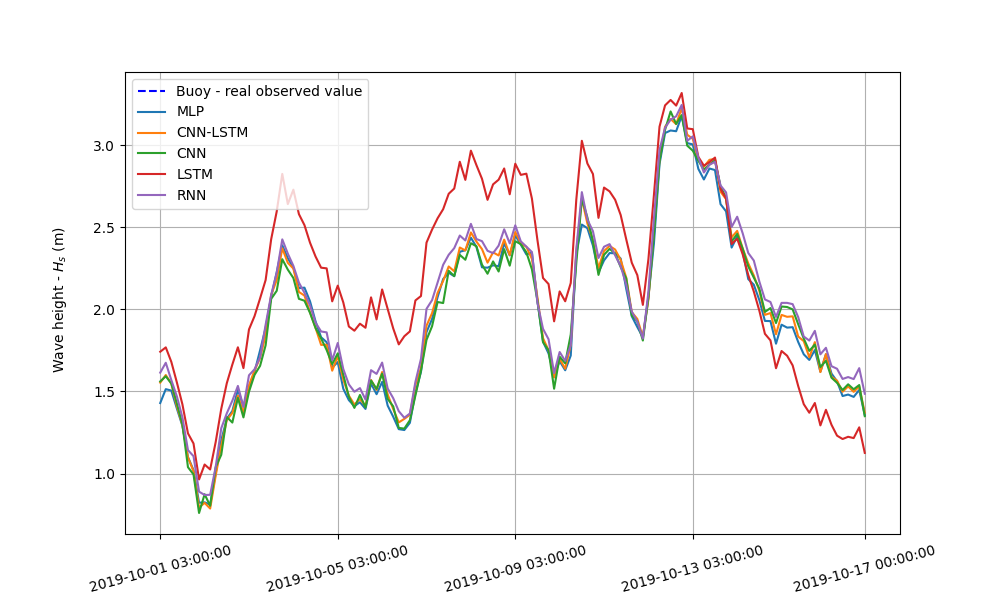 Buoy - real observed value
MLP
CNN-LSTM
CNN
LSTM
RNN
Wave height - Hs (m)
3.0
2.5
2.0
1.5
1.0
2019-10-01 03:00:00
2019-10-05 03:00:00
2019-10-09 03:00:00
2019-10-13 03:00:00
2019-10-17 00:00:00